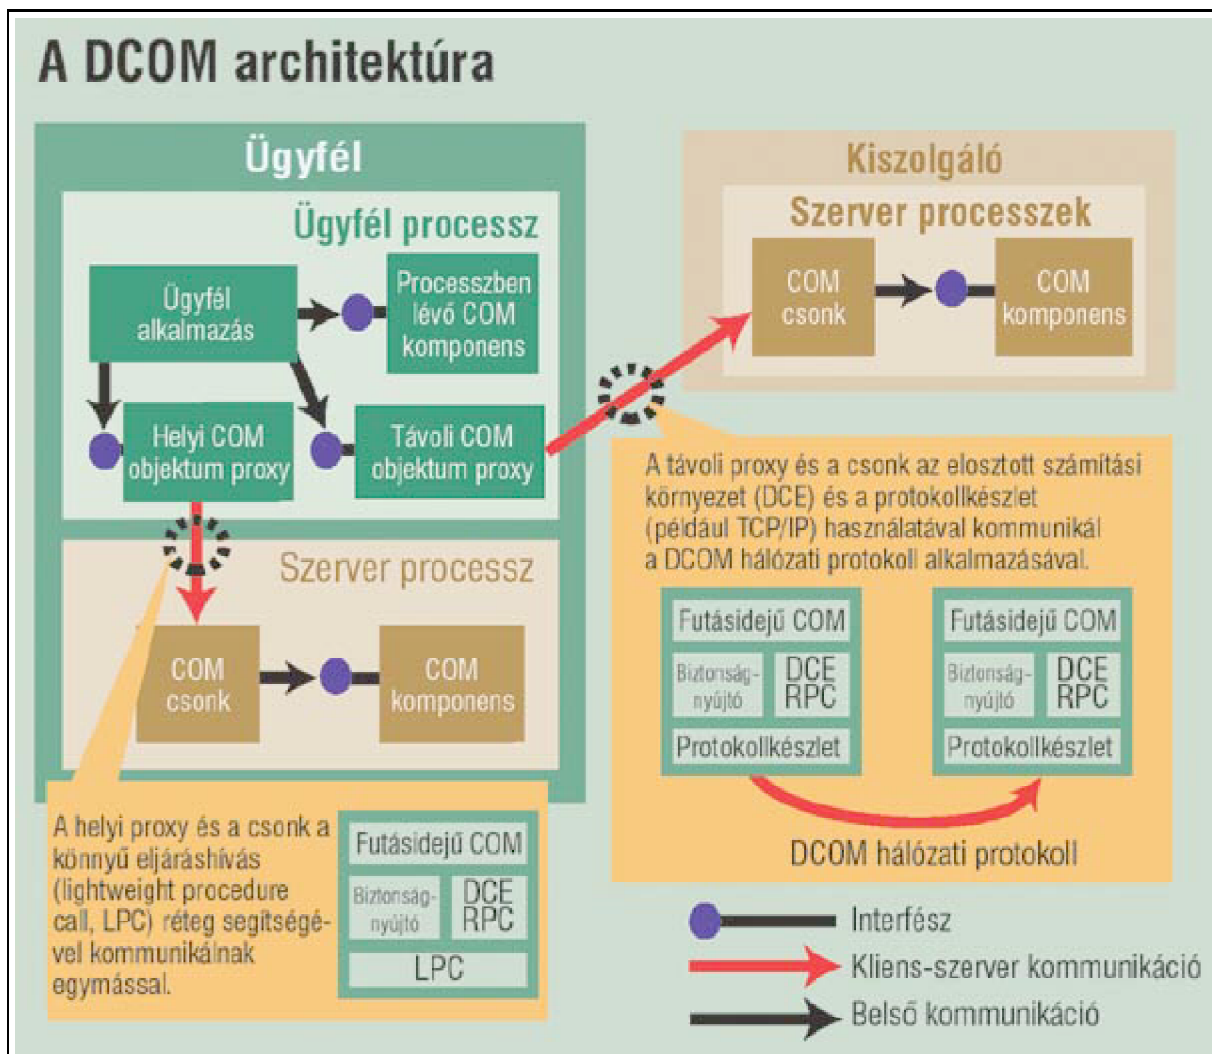 A DCOM architektúra
Ügyfél
Ügyfél processz
Ügyfél
alkalmazás
Processzben
lévő COM
komponens
Helyi COM
objektum proxy
Távoli COM
objektum proxy
Szerver processz
COM
csonk
COM
komponens
A helyi proxy és a csonk a
könnyű eljáráshívás
(lightweight procedure
call, LPC) réteg segítségé-
vel kommunikálnak
egymással.
Futásidejű COM
Biztonság-
nyújtó
DCE
RPC
LPC
Kiszolgáló
Szerver processzek
COM
csonk
COM
komponens
A távoli proxy és a csonk az elosztott számítási
környezet (DCE) és a protokollkészlet
(például TCP/IP) használatával kommunikál
a DCOM hálózati protokoll alkalmazásával.
Futásidejű COM
Biztonság-
nyújtó
DCE
RPC
Protokollkészlet
Futásidejű COM
Biztonság-
nyújtó
DCE
RPC
Protokollkészlet
DCOM hálózati protokoll
Interfész
Kliens-szerver kommunikáció
Belső kommunikáció